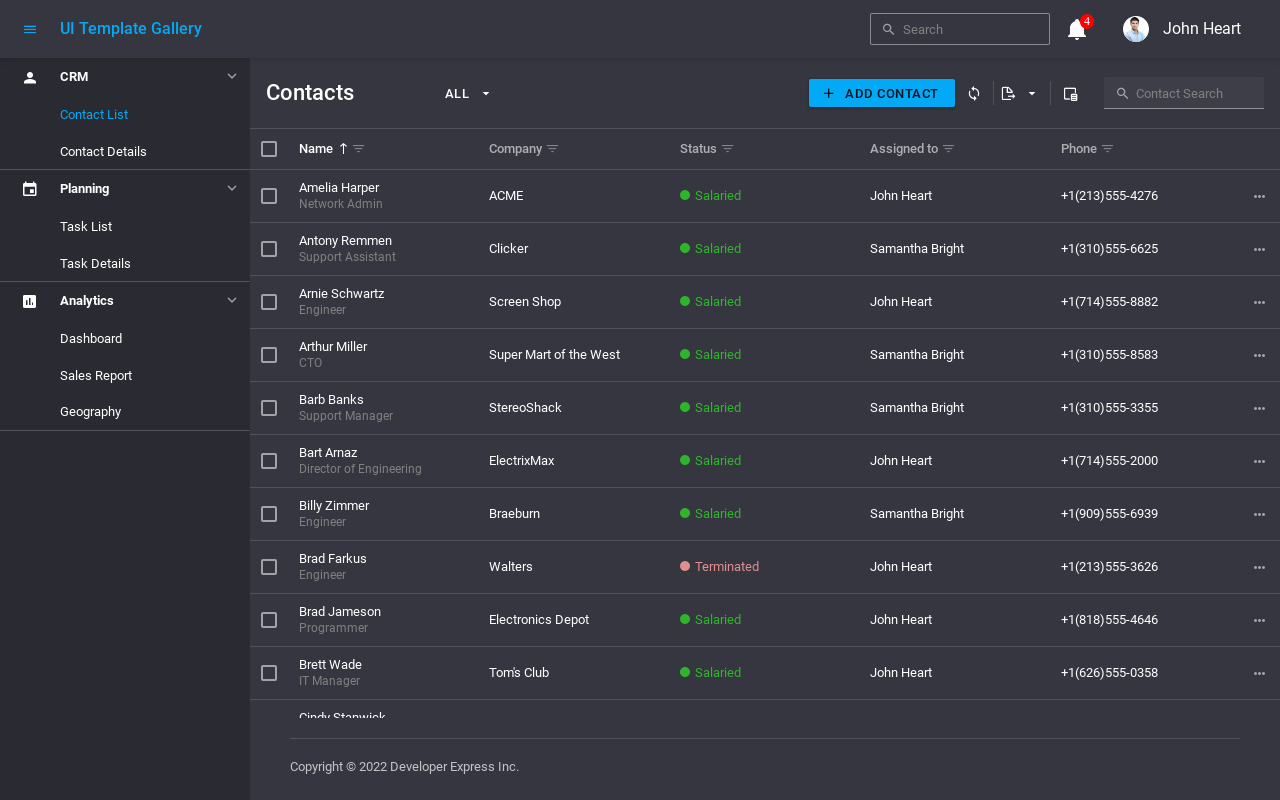 UI Template Gallery
Search
4
John Heart
CRM
Contact List
Contact Details
Planning
Task List
Task Details
Analytics
Dashboard
Sales Report
Geography
Contacts
ALL
ADD CONTACT
Contact Search
Name Company Status Assigned to Phone
Amelia Harper
Network Admin
ACME Salaried John Heart +1(213)555-4276
Antony Remmen
Support Assistant
Clicker Salaried Samantha Bright +1(310)555-6625
Arnie Schwartz
Engineer
Screen Shop Salaried John Heart +1(714)555-8882
Arthur Miller
CTO
Super Mart of the West Salaried Samantha Bright +1(310)555-8583
Barb Banks
Support Manager
StereoShack Salaried Samantha Bright +1(310)555-3355
Bart Arnaz
Director of Engineering
ElectrixMax Salaried John Heart +1(714)555-2000
Billy Zimmer
Engineer
Braeburn Salaried Samantha Bright +1(909)555-6939
Brad Farkus
Engineer
Walters Terminated John Heart +1(213)555-3626
Brad Jameson
Programmer
Electronics Depot Salaried John Heart +1(818)555-4646
Brett Wade
IT Manager
Tom's Club Salaried John Heart +1(626)555-0358
Cindy Stanwick
Copyright © 2022 Developer Express Inc.